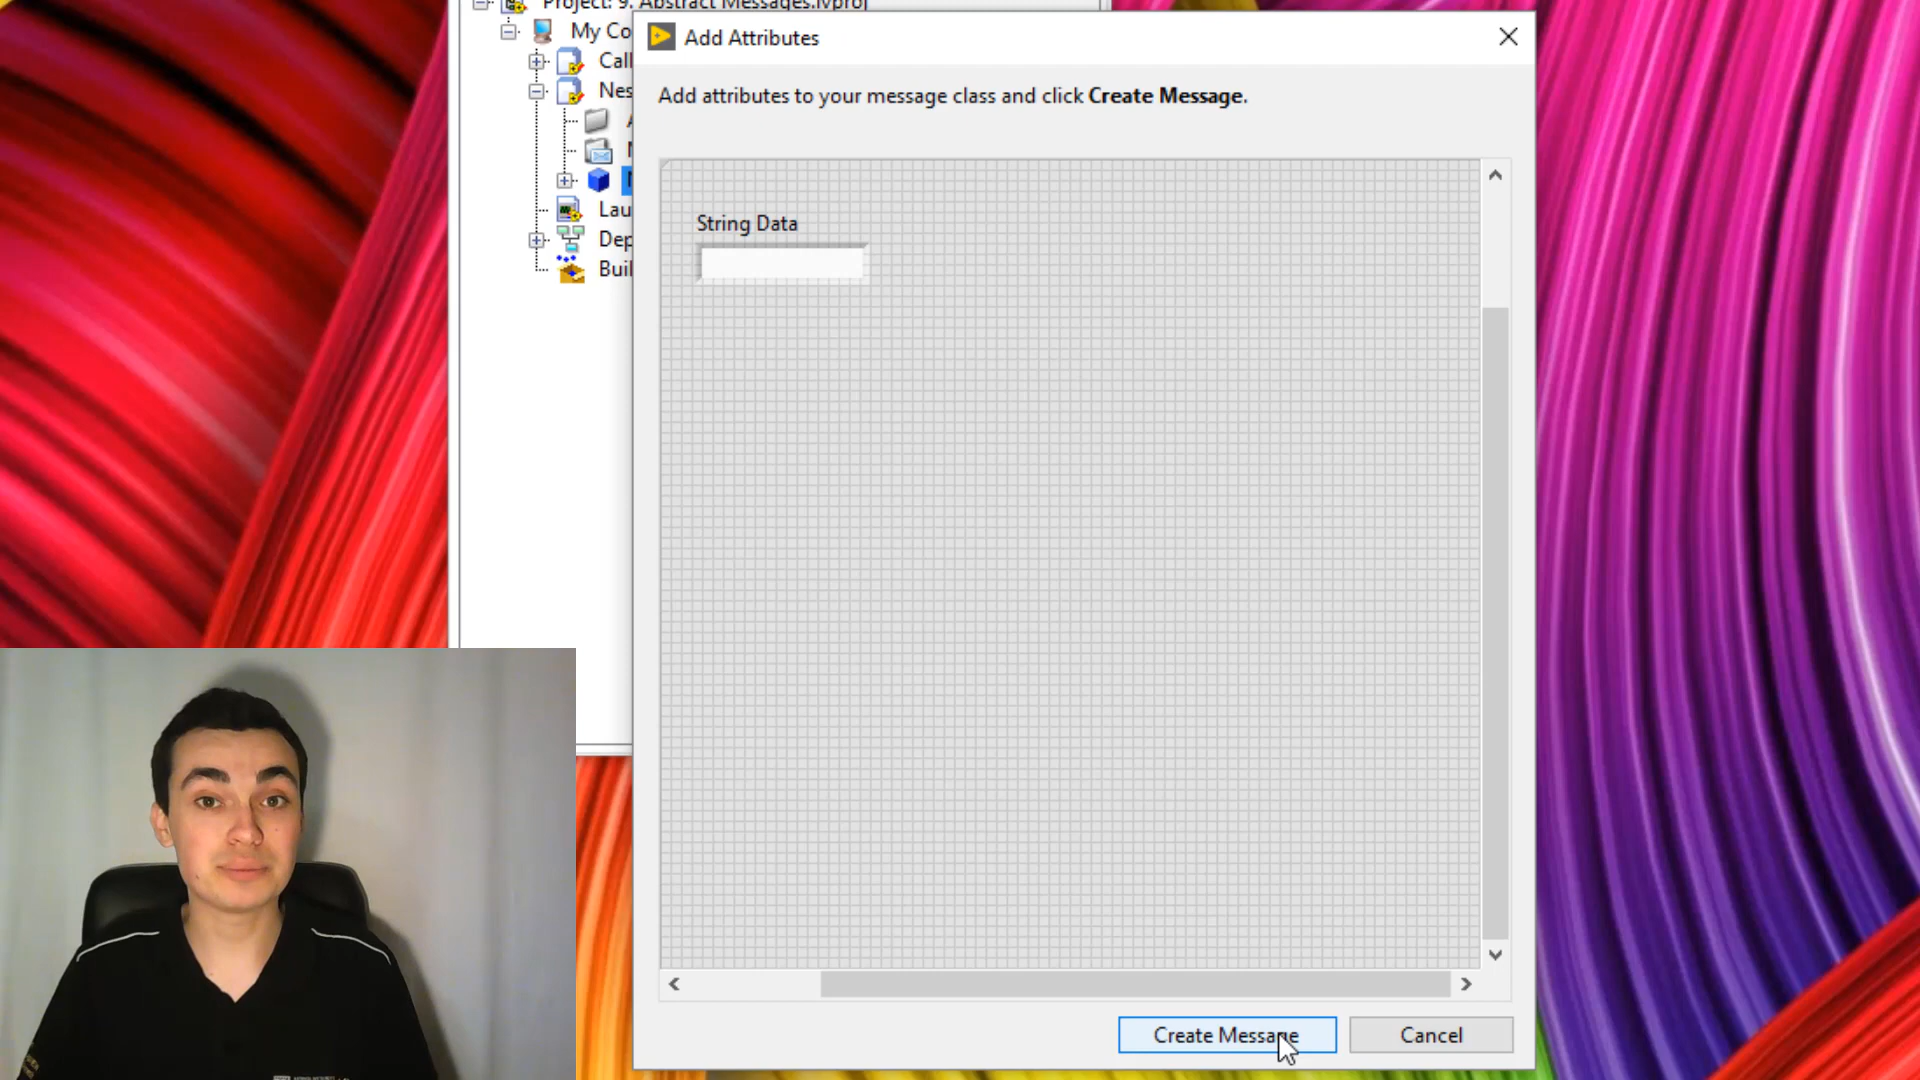 Project: 9. Abstract Messages.lvproj
My Co
Add Attributes
Call
Nes
Add attributes to your message class and click Create Message.
Lau
Dep
Buil
String Data
Create Message
Cancel